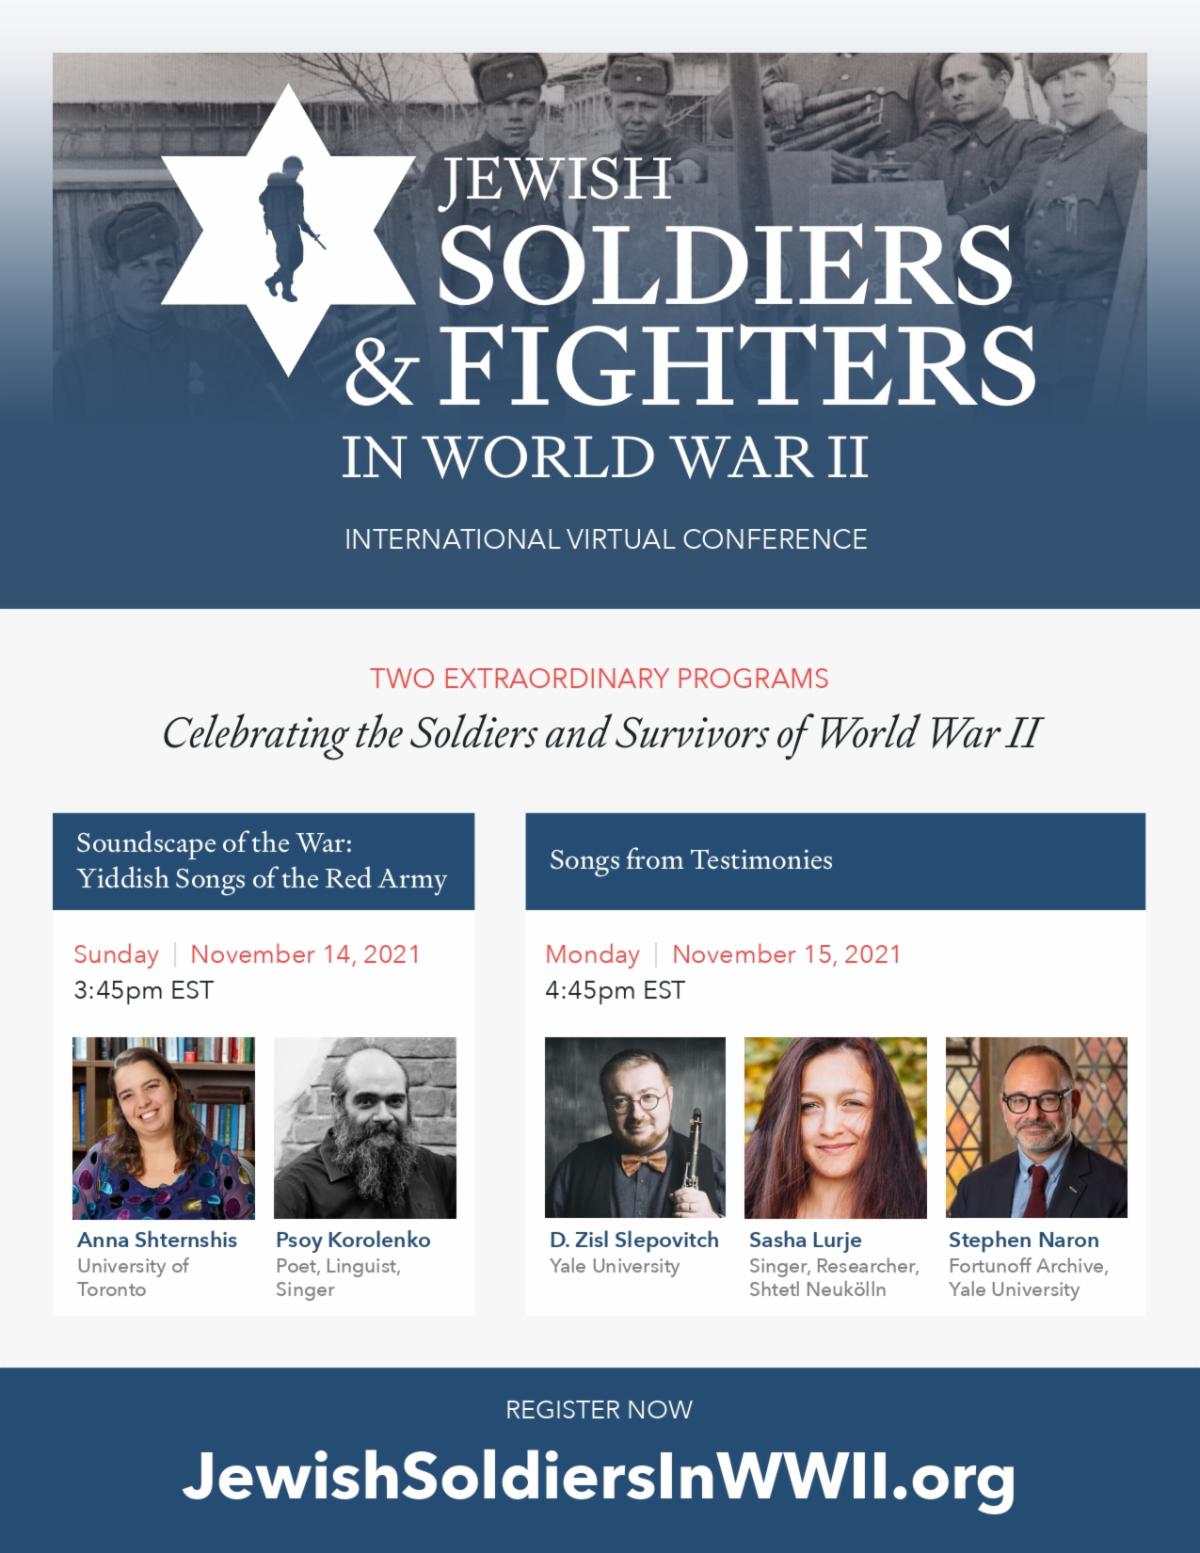 JEWISH
SOLDIERS
& FIGHTERS
IN WORLD WAR II
INTERNATIONAL VIRTUAL CONFERENCE
TWO EXTRAORDINARY PROGRAMS
Celebrating the Soldiers and Survivors of World War II
Soundscape of the War:
Yiddish Songs of the Red Army
Sunday | November 14, 2021
3:45pm EST
Anna Shternshis
University of
Toronto
Psoy Korolenko
Poet, Linguist,
Singer
Songs from Testimonies
Monday | November 15, 2021
4:45pm EST
D. Zisl Slepovitch
Yale University
Sasha Lurje
Singer, Researcher,
Shtetl Neukölln
Stephen Naron
Fortunoff Archive,
Yale University
REGISTER NOW
JewishSoldiersInWWII.org